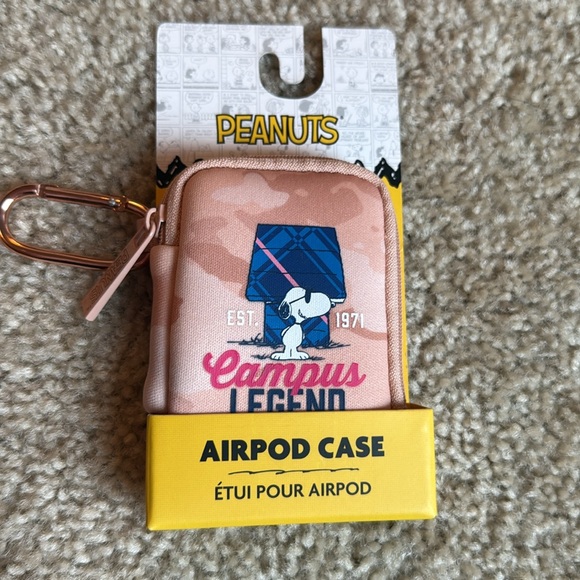 PEANUTS
EST. 1971
Campus
LEGEND
AIRPOD CASE
ÉTUI POUR AIRPOD